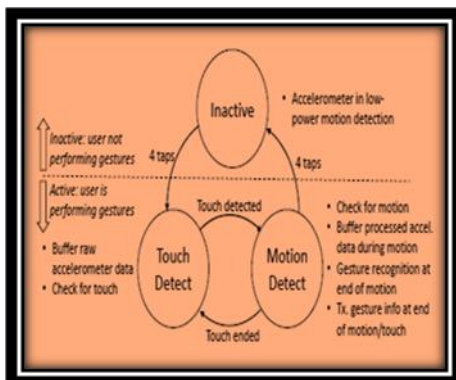 Inactive
• Accelerometer in low-
power motion detection
Inactive: user not
performing gestures
4 taps
4 taps
Active: user is
performing gestures
Touch detected
• Buffer raw
accelerometer data
• Check for touch
Touch
Detect
Motion
Detect
• Check for motion
• Buffer processed accel.
data during motion
• Gesture recognition at
end of motion
• Tx. gesture info at end
of motion/touch
Touch ended